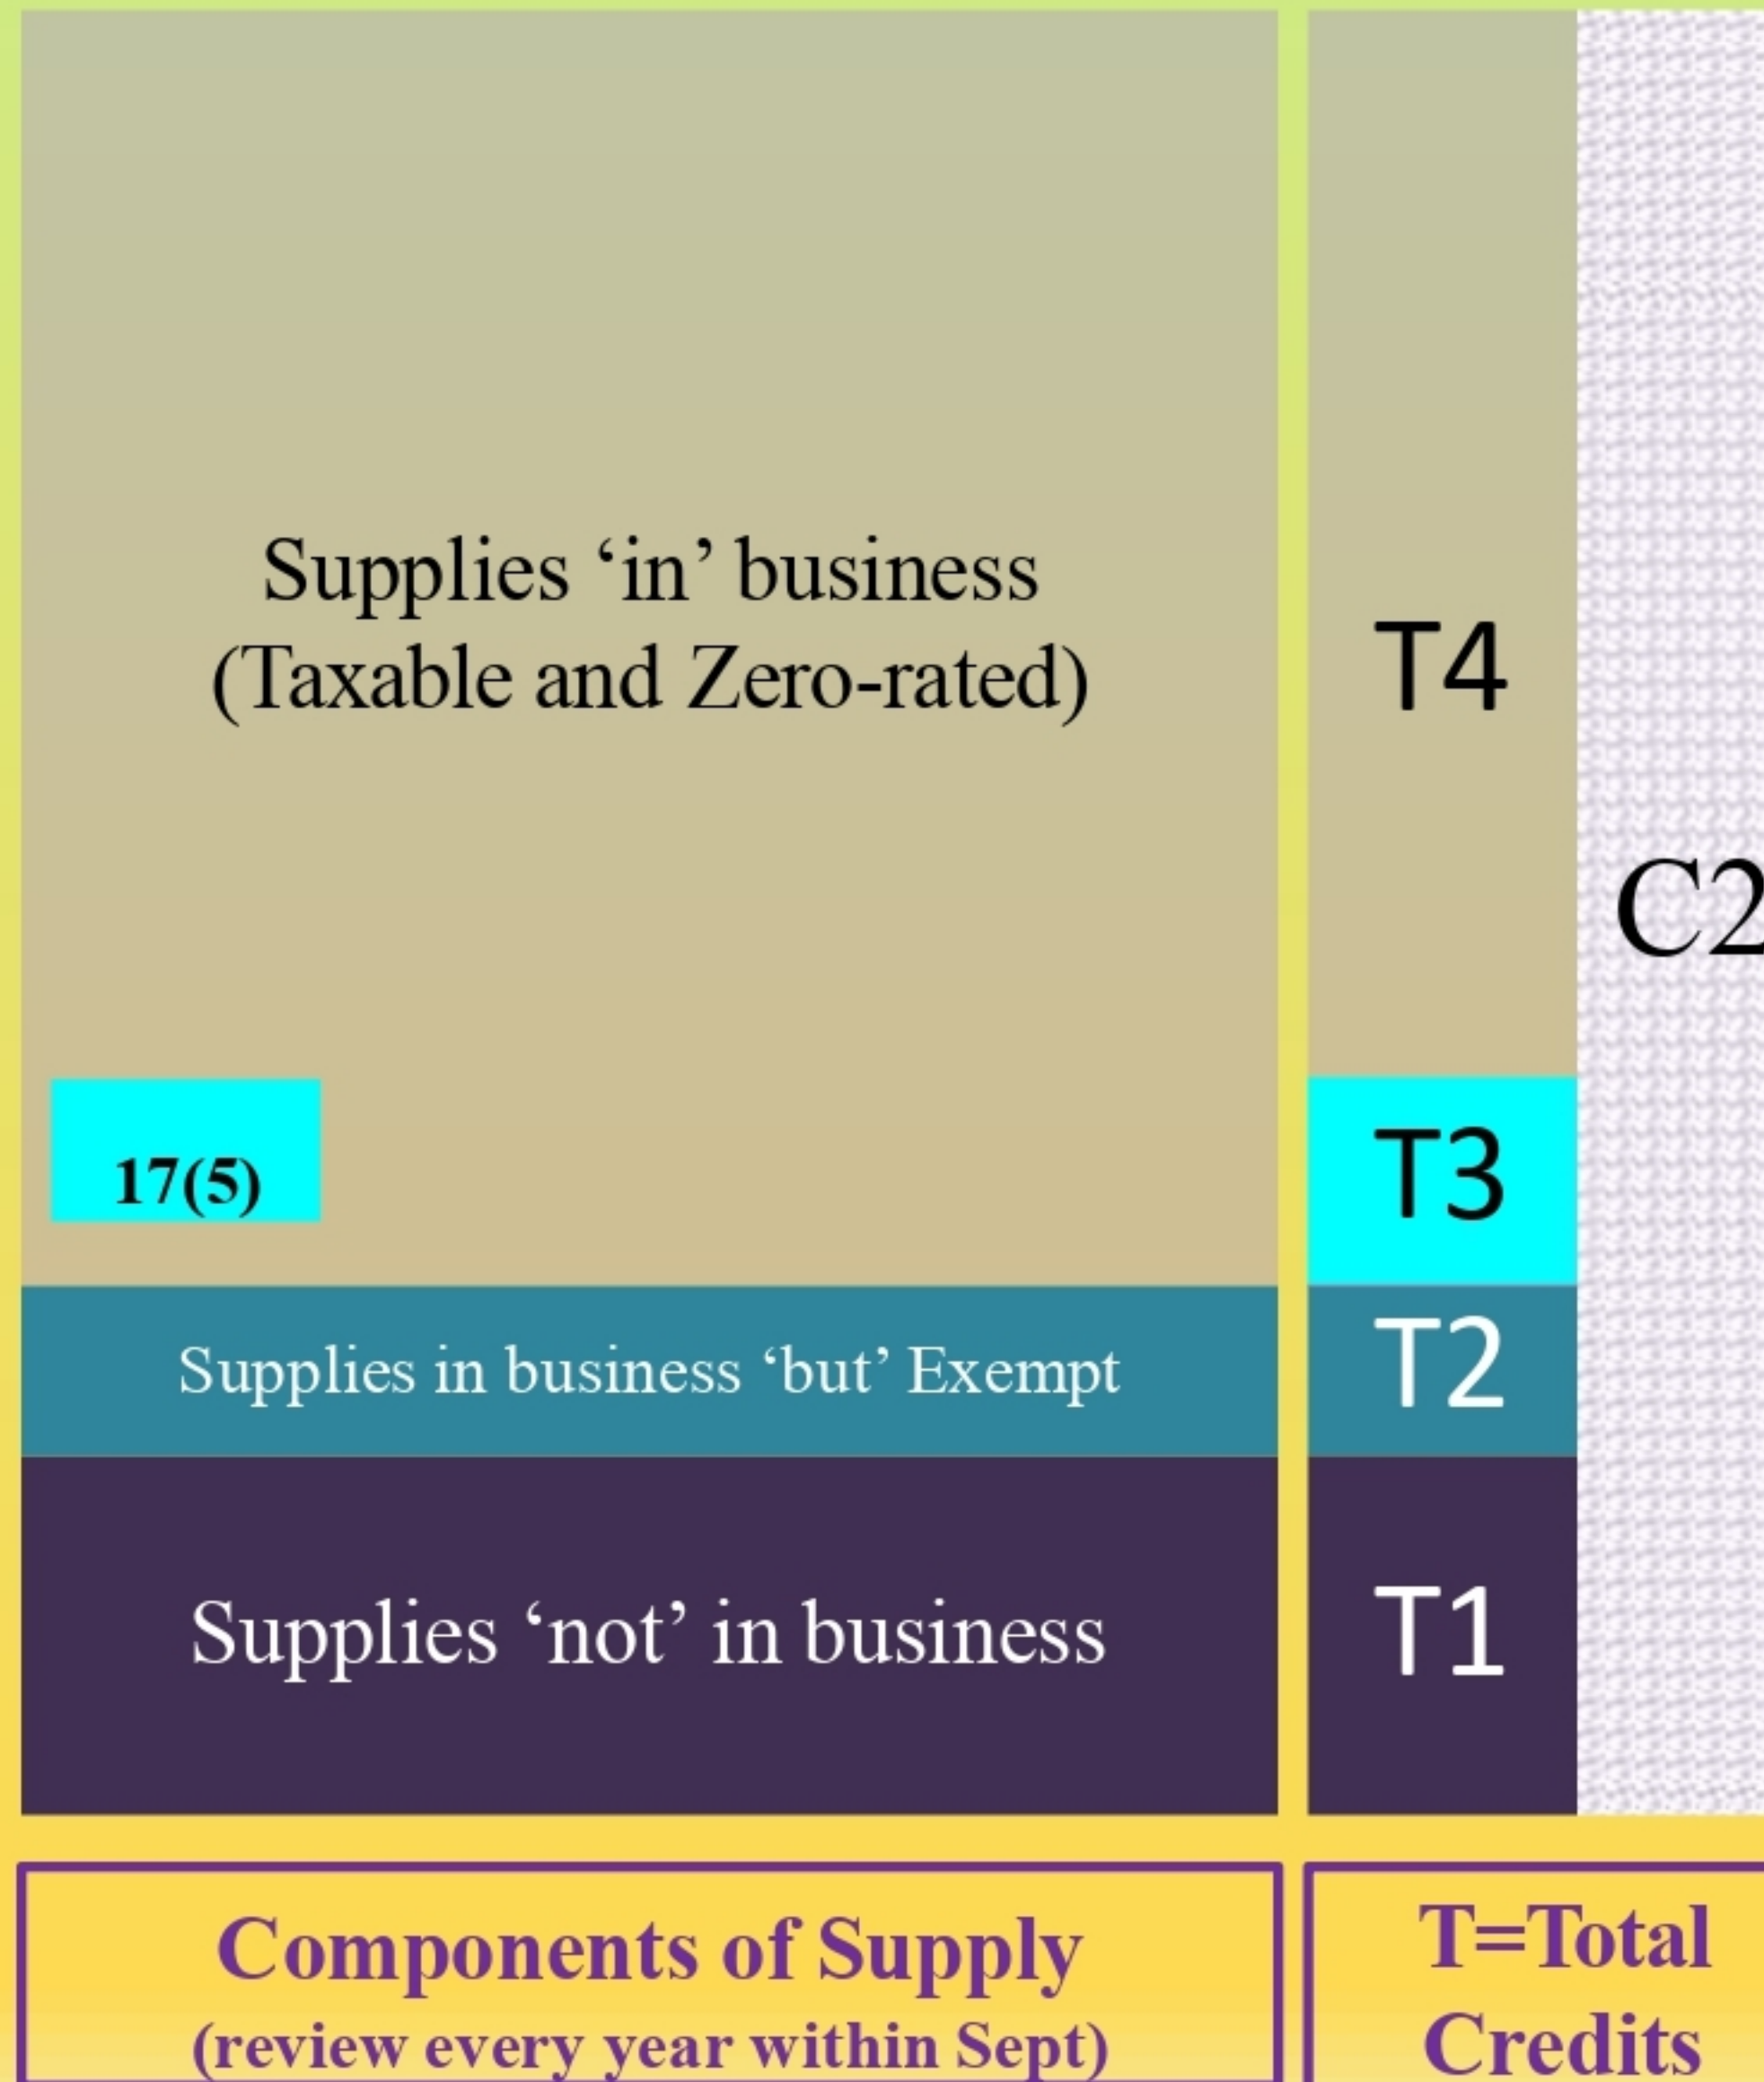 Supplies ‘in’ business
(Taxable and Zero-rated)
T4
C2
17(5)
T3
Supplies in business ‘but’ Exempt
T2
Supplies ‘not’ in business
T1
Components of Supply
(review every year within Sept)
T=Total
Credits